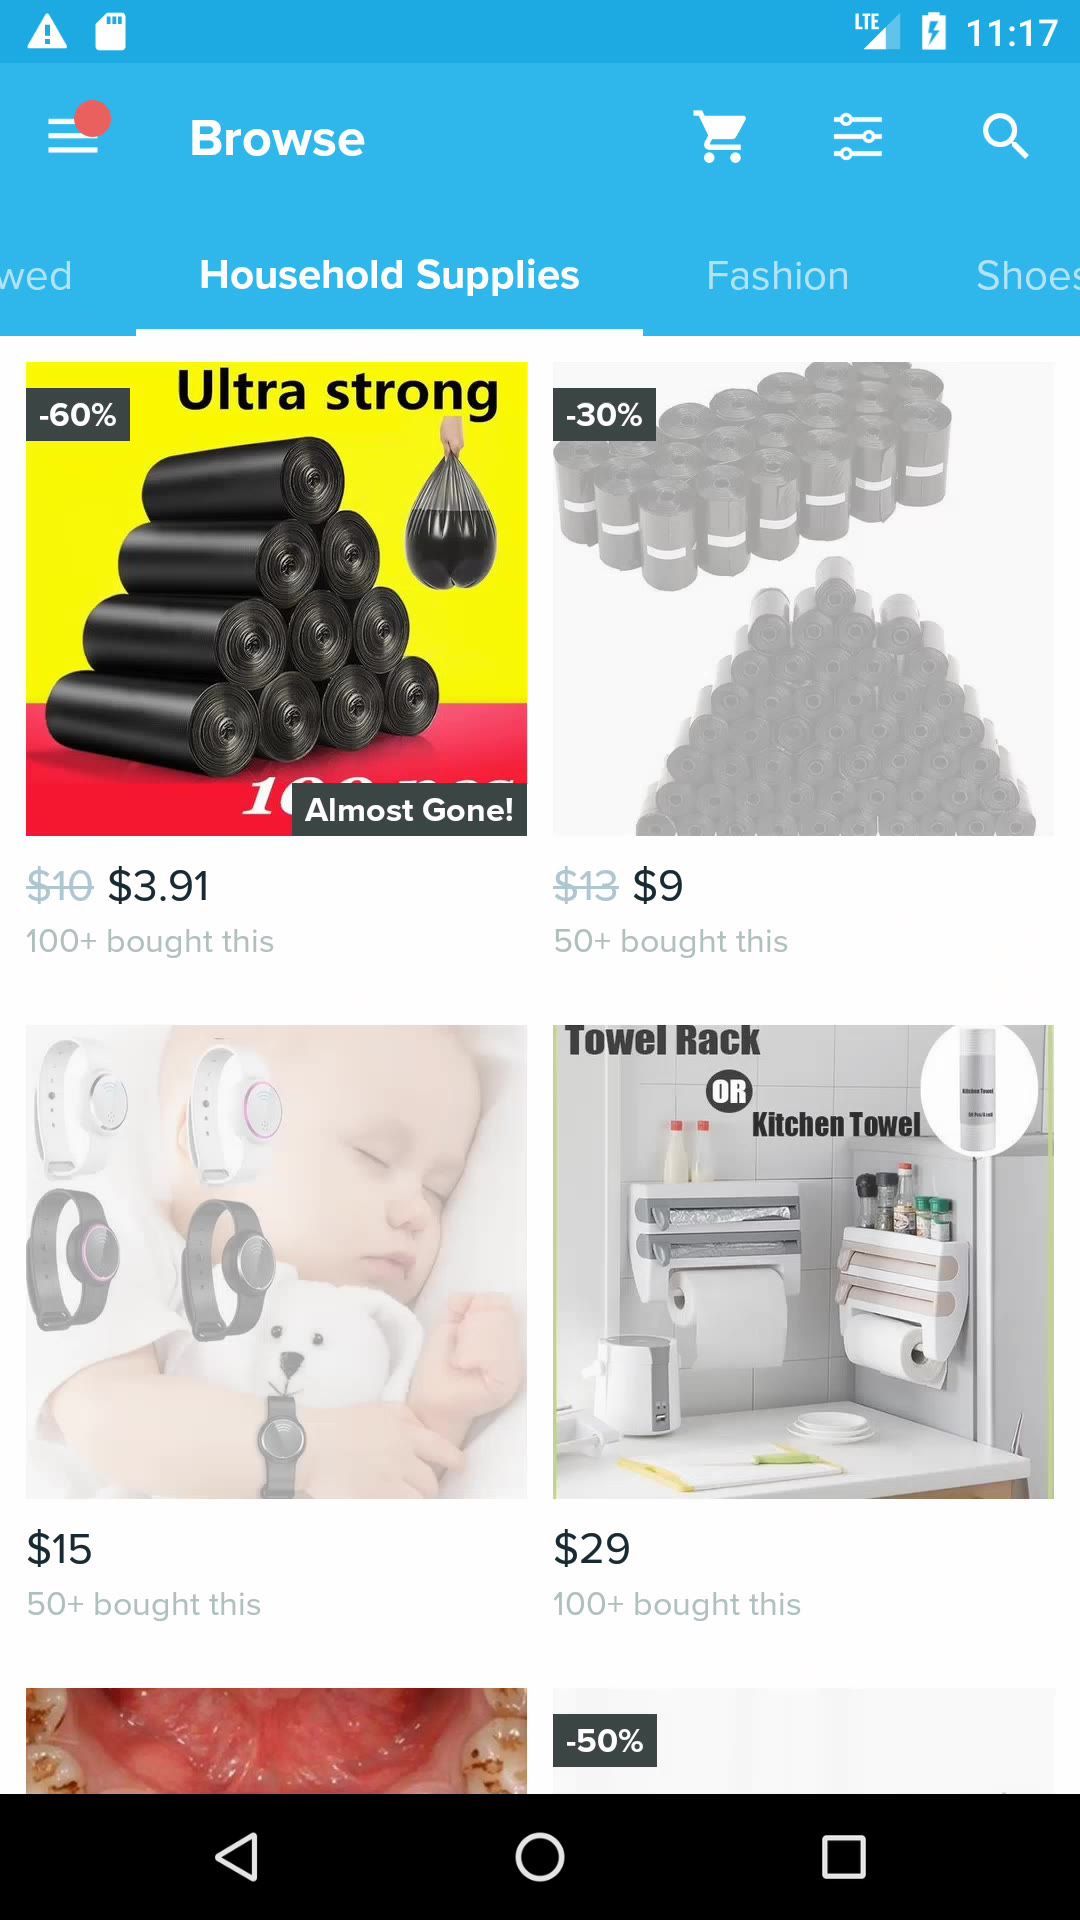 LTE 11:17
Browse
wed Household Supplies Fashion Shoes
Ultra strong
-60%
-30%
Almost Gone!
$10 $3.91
$13 $9
100+ bought this
50+ bought this
Towel Rack
OR
Kitchen Towel
Kitchen Towel
$15
$29
50+ bought this
100+ bought this
-50%